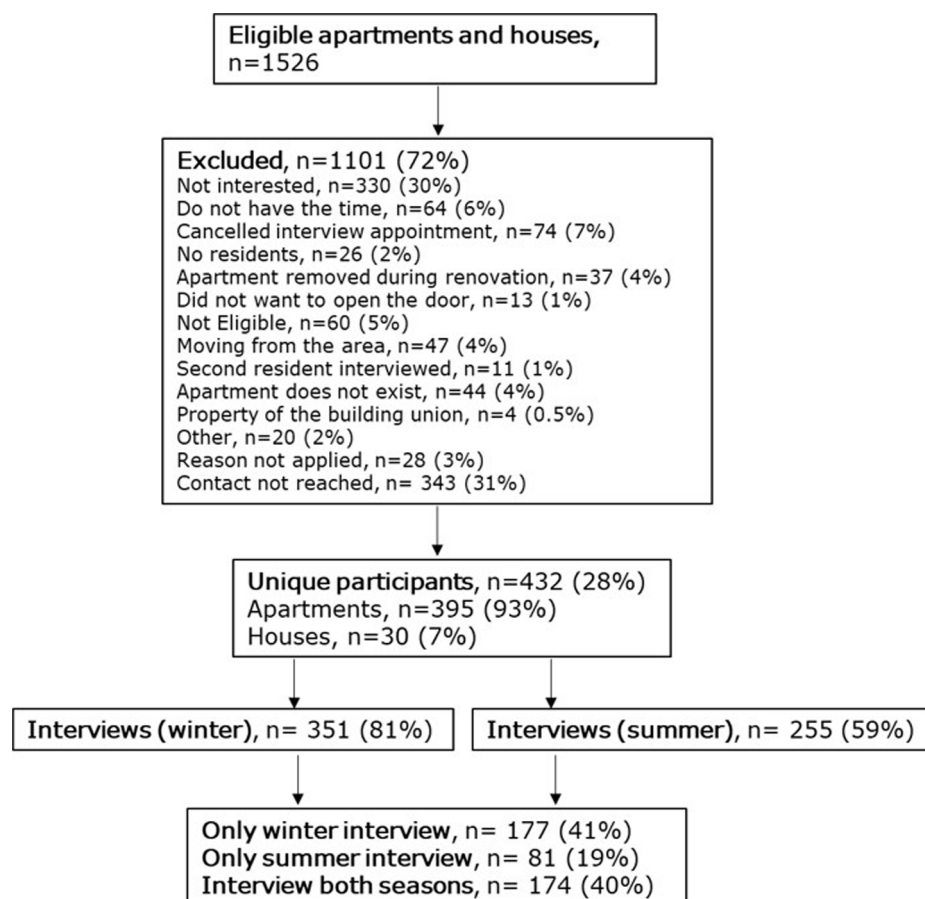 Eligible apartments and houses,
n=1526
Excluded, n=1101 (72%)
Not interested, n=330 (30%)
Do not have the time, n=64 (6%)
Cancelled interview appointment, n=74 (7%)
No residents, n=26 (2%)
Apartment removed during renovation, n=37 (4%)
Did not want to open the door, n=13 (1%)
Not Eligible, n=60 (5%)
Moving from the area, n=47 (4%)
Second resident interviewed, n=11 (1%)
Apartment does not exist, n=44 (4%)
Property of the building union, n=4 (0.5%)
Other, n=20 (2%)
Reason not applied, n=28 (3%)
Contact not reached, n= 343 (31%)
Unique participants, n=432 (28%)
Apartments, n=395 (93%)
Houses, n=30 (7%)
Interviews (winter), n= 351 (81%)
Interviews (summer), n= 255 (59%)
Only winter interview, n= 177 (41%)
Only summer interview, n= 81 (19%)
Interview both seasons, n= 174 (40%)